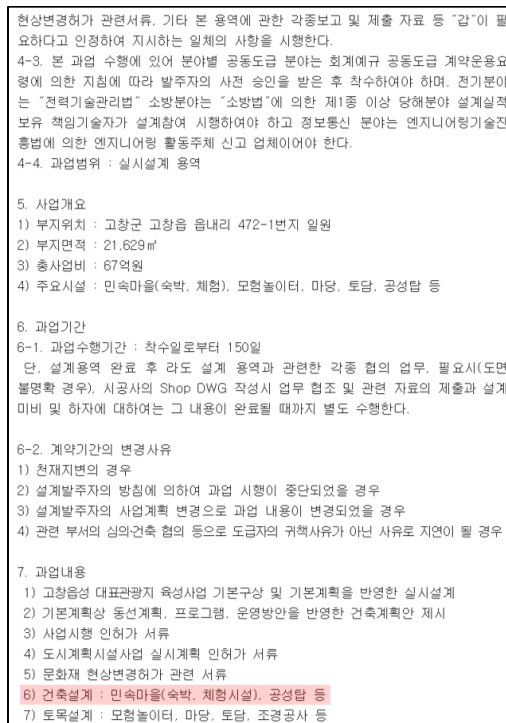 현상변경허가 관련서류, 기타 본 용역에 관한 각종보고 및 제출 자료 등 "갑"이 필
요하다고 인정하여 지시하는 일체의 사항을 시행한다.
4-3. 본 과업 수행에 있어 분야별 공동도급 분야는 회계예규 공동도급 계약운용요
령에 의한 지침에 따라 발주자의 사전 승인을 받은 후 착수하여야 하며, 전기분야
는 "전력기술관리법" 소방분야는 "소방법"에 의한 제1종 이상 당해분야 설계실적
보유 책임기술자가 설계참여 시행하여야 하고 정보통신 분야는 엔지니어링기술진
흥법에 의한 엔지니어링 활동주체 신고 업체이어야 한다.
4-4. 과업범위 : 실시설계 용역
5. 사업개요
1) 부지위치 : 고창군 고창읍 읍내리 472-1번지 일원
2) 부지면적 : 21,629㎡
3) 총사업비 : 67억원
4) 주요시설 : 민속마을(숙박, 체험), 모험놀이터, 마당, 토담, 공성탑 등
6. 과업기간
6-1. 과업수행기간 : 착수일로부터 150일
단, 설계용역 완료 후 라도 설계 용역과 관련한 각종 협의 업무, 필요시(도면
불명확 경우), 시공사의 Shop DWG 작성시 업무 협조 및 관련 자료의 제출과 설계
미비 및 하자에 대하여는 그 내용이 완료될 때까지 별도 수행한다.
6-2. 계약기간의 변경사유
1) 천재지변의 경우
2) 설계발주자의 방침에 의하여 과업 시행이 중단되었을 경우
3) 설계발주자의 사업계획 변경으로 과업 내용이 변경되었을 경우
4) 관련 부서의 심의·건축 협의 등으로 도급자의 귀책사유가 아닌 사유로 지연이 될 경우
7. 과업내용
1) 고창읍성 대표관광지 육성사업 기본구상 및 기본계획을 반영한 실시설계
2) 기본계획상 동선계획, 프로그램, 운영방안을 반영한 건축계획안 제시
3) 사업시행 인허가 서류
4) 도시계획시설사업 실시계획 인허가 서류
5) 문화재 현상변경허가 관련 서류
6) 건축설계 : 민속마을(숙박, 체험시설), 공성탑 등
7) 토목설계 : 모험놀이터, 마당, 토담, 조경공사 등